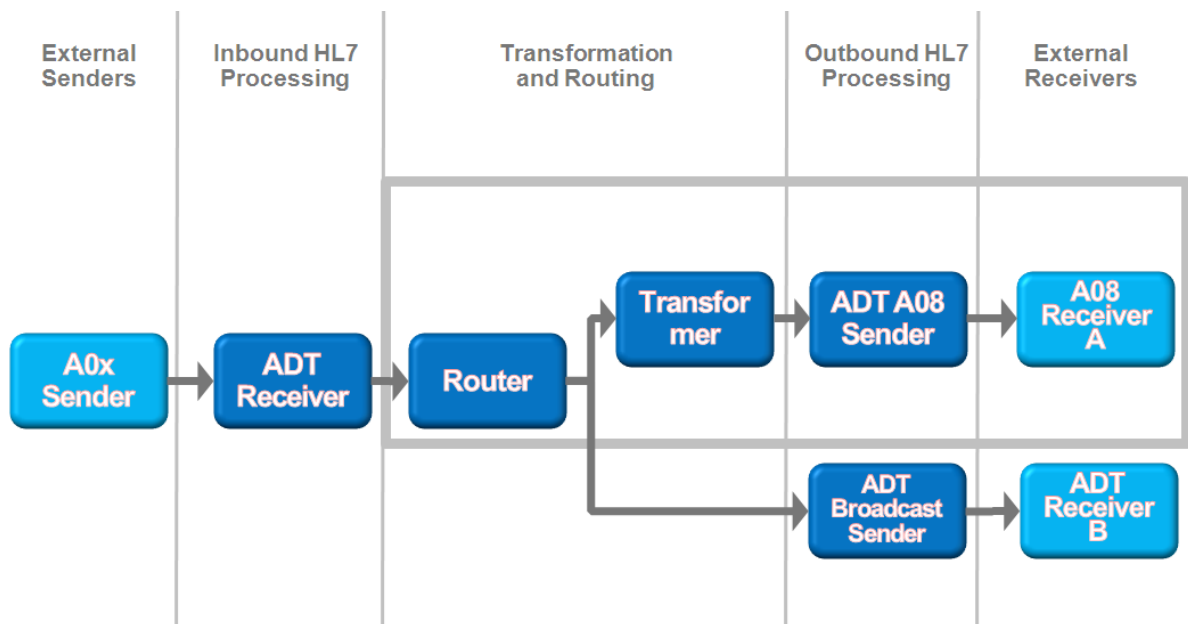 External
Senders
Inbound HL7
Processing
Transformation
and Routing
Outbound HL7
Processing
External
Receivers
A0x
Sender
ADT
Receiver
Router
Transfor
mer
ADT A08
Sender
A08
Receiver
A
ADT
Broadcast
Sender
ADT
Receiver
B